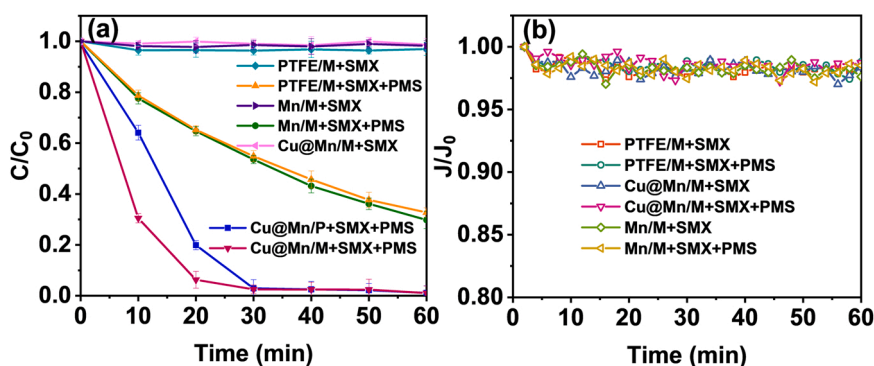 (a)
C/C0
1.0
0.8
0.6
0.4
0.2
0.0
PTFE/M+SMX
PTFE/M+SMX+PMS
Mn/M+SMX
Mn/M+SMX+PMS
Cu@Mn/M+SMX
Cu@Mn/P+SMX+PMS
Cu@Mn/M+SMX+PMS
0 10 20 30 40 50 60
Time (min)
(b)
J/J0
1.00
0.95
0.90
0.85
0.80
PTFE/M+SMX
PTFE/M+SMX+PMS
Cu@Mn/M+SMX
Cu@Mn/M+SMX+PMS
Mn/M+SMX
Mn/M+SMX+PMS
0 10 20 30 40 50 60
Time (min)